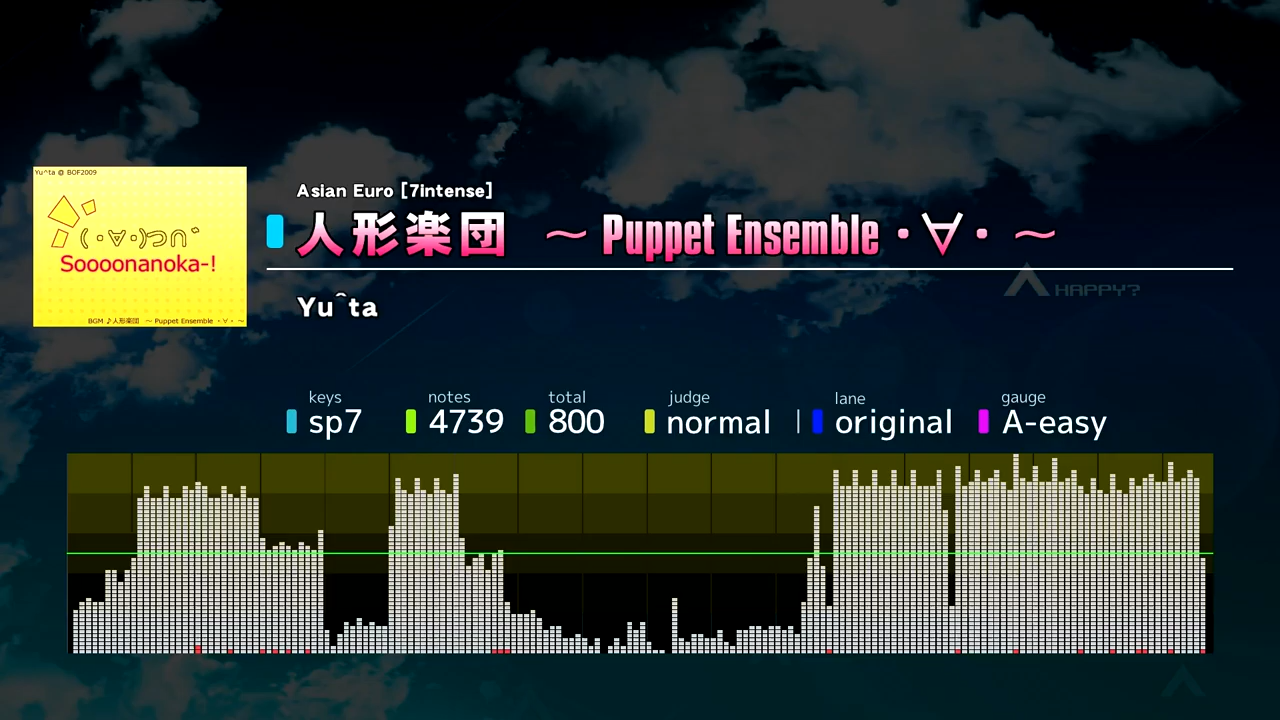 Yu^ta @ BOF2009
(・∀・)つ∩゛
Soooonanoka-!
BGM ♪人形楽団 ～ Puppet Ensemble ・∀・ ～
Asian Euro [7intense]
人形楽団 ～ Puppet Ensemble・∀・ ～
HAPPY?
Yu^ta
keys notes total judge lane gauge
sp7 4739 800 normal | original A-easy